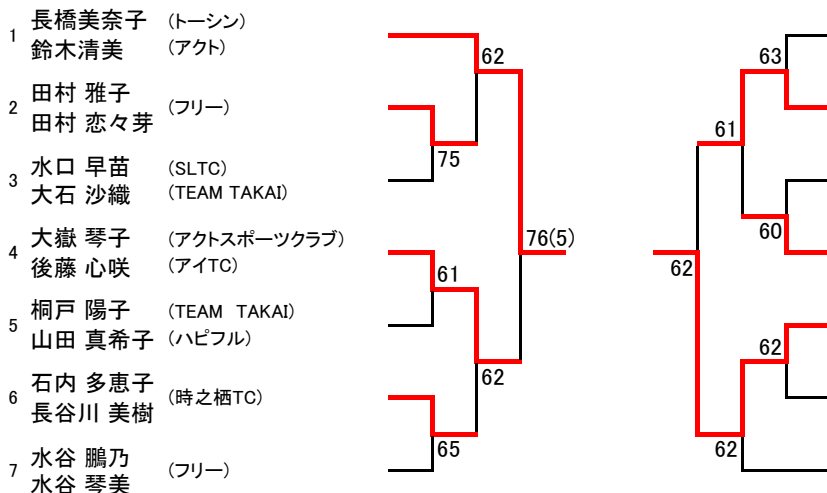 1 長橋美奈子 (トーシン)
鈴木清美 (アクト)
2 田村 雅子
田村 恋々芽 (フリー)
3 水口 早苗 (SLTC)
大石 沙織 (TEAM TAKAI)
4 大嶽 琴子 (アクトスポーツクラブ)
後藤 心咲 (アイTC)
5 桐戸 陽子 (TEAM TAKAI)
山田 真希子 (ハピフル)
6 石内 多恵子
長谷川 美樹 (時之栖TC)
7 水谷 鵬乃
水谷 琴美 (フリー)
62
75
76(5)
61
62
65
63
61
60
62
62
62